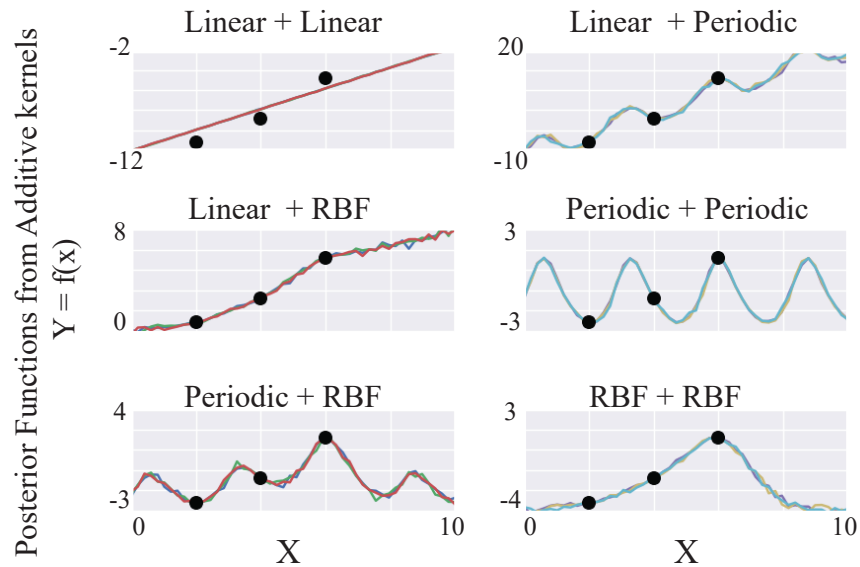 Posterior Functions from Additive kernels
Y = f(x)
Linear + Linear
-2
-12
Linear + Periodic
20
-10
Linear + RBF
8
0
Periodic + Periodic
3
-3
Periodic + RBF
4
-3
0
10
X
RBF + RBF
3
-4
0
10
X